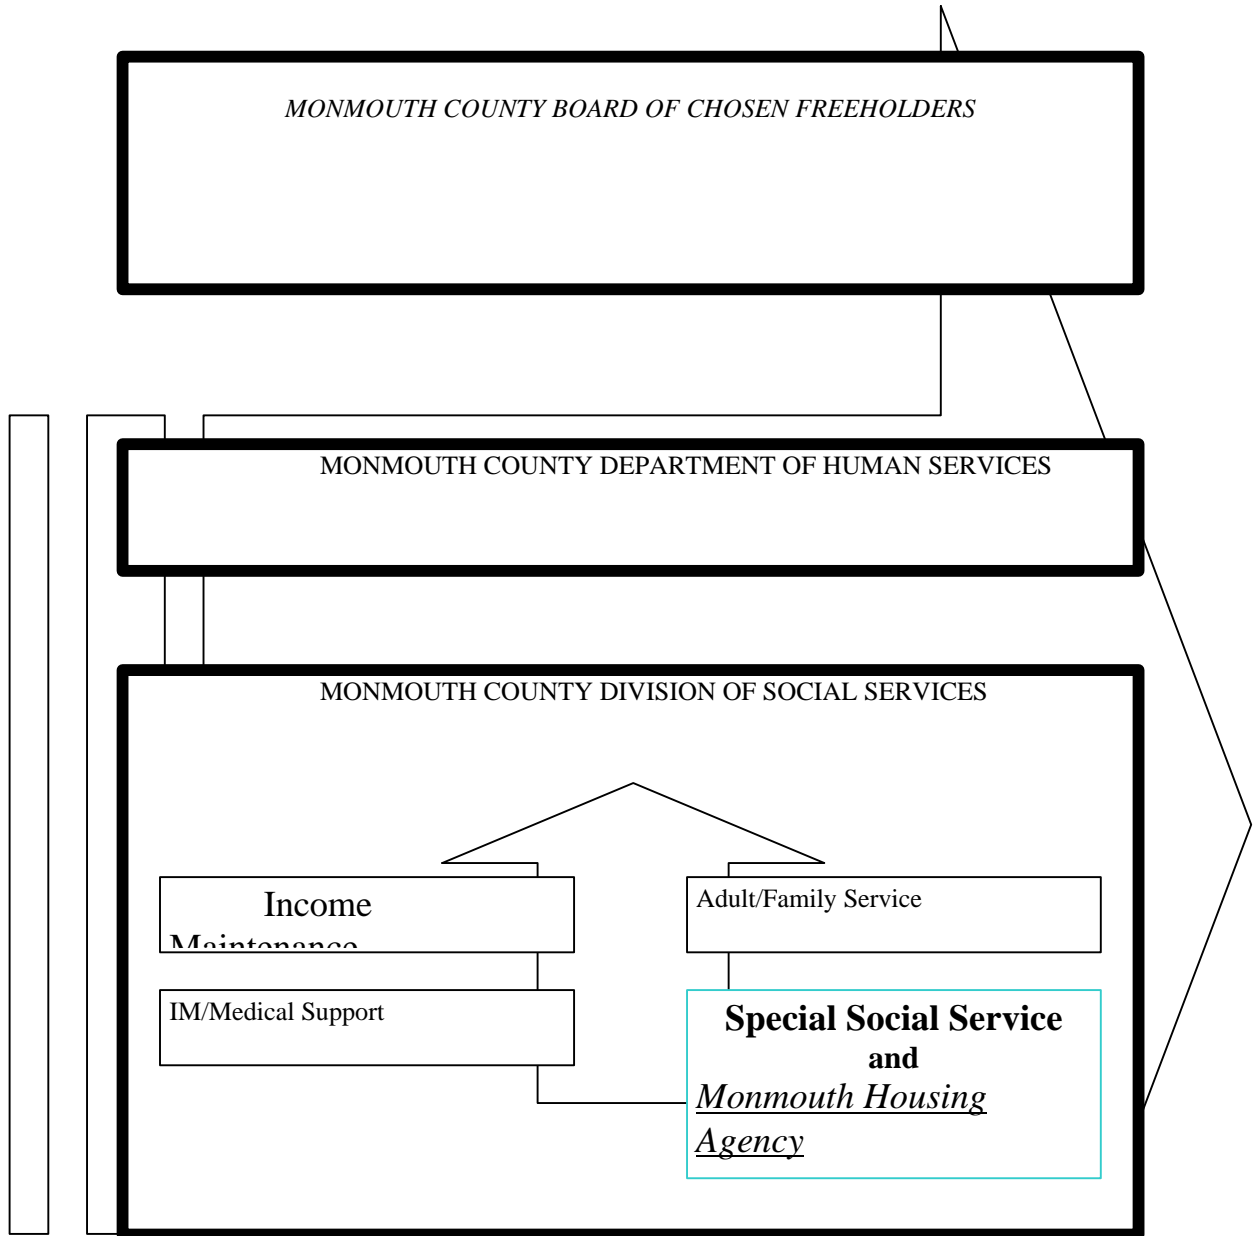 MONMOUTH COUNTY BOARD OF CHOSEN FREEHOLDERS
MONMOUTH COUNTY DEPARTMENT OF HUMAN SERVICES
MONMOUTH COUNTY DIVISION OF SOCIAL SERVICES
Income
Maintenance
Adult/Family Service
IM/Medical Support
Special Social Service
and
Monmouth Housing
Agency